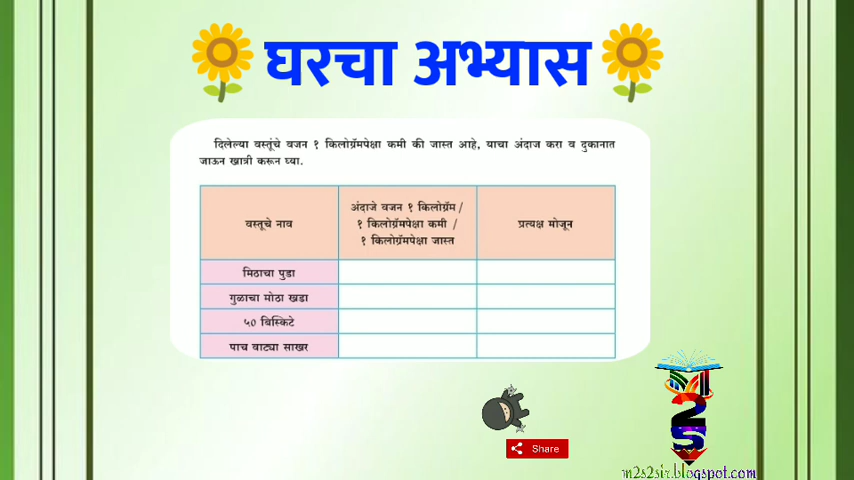 घरचा अभ्यास
दिलेल्या वस्तूंचे वजन १ किलोग्रॅमपेक्षा कमी की जास्त आहे, याचा अंदाज करा व दुकानात
जाऊन खात्री करून घ्या.
वस्तूचे नाव
अंदाजे वजन १ किलोग्रॅम /
१ किलोग्रॅमपेक्षा कमी /
१ किलोग्रॅमपेक्षा जास्त
प्रत्यक्ष मोजून
मिठाचा पुडा
गुळाचा मोठा खडा
५० बिस्किटे
पाच वाट्या साखर
Share
M
2
S
m2s2sir.blogspot.com